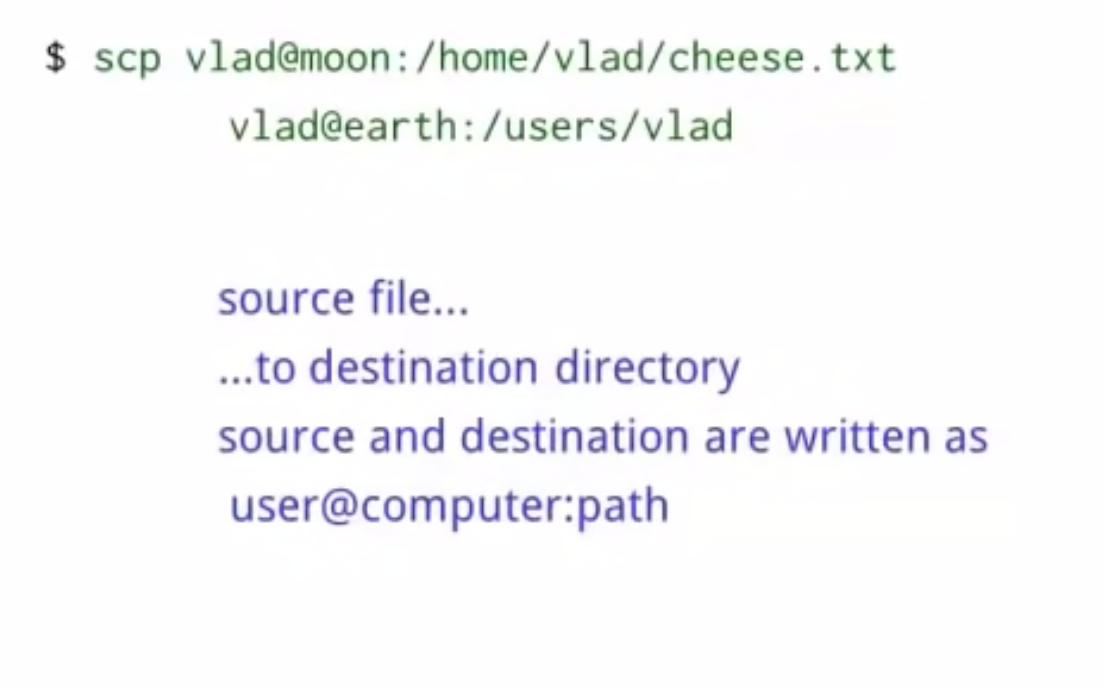 $ scp vlad@moon:/home/vlad/cheese.txt
vlad@earth:/users/vlad
source file...
...to destination directory
source and destination are written as
user@computer:path